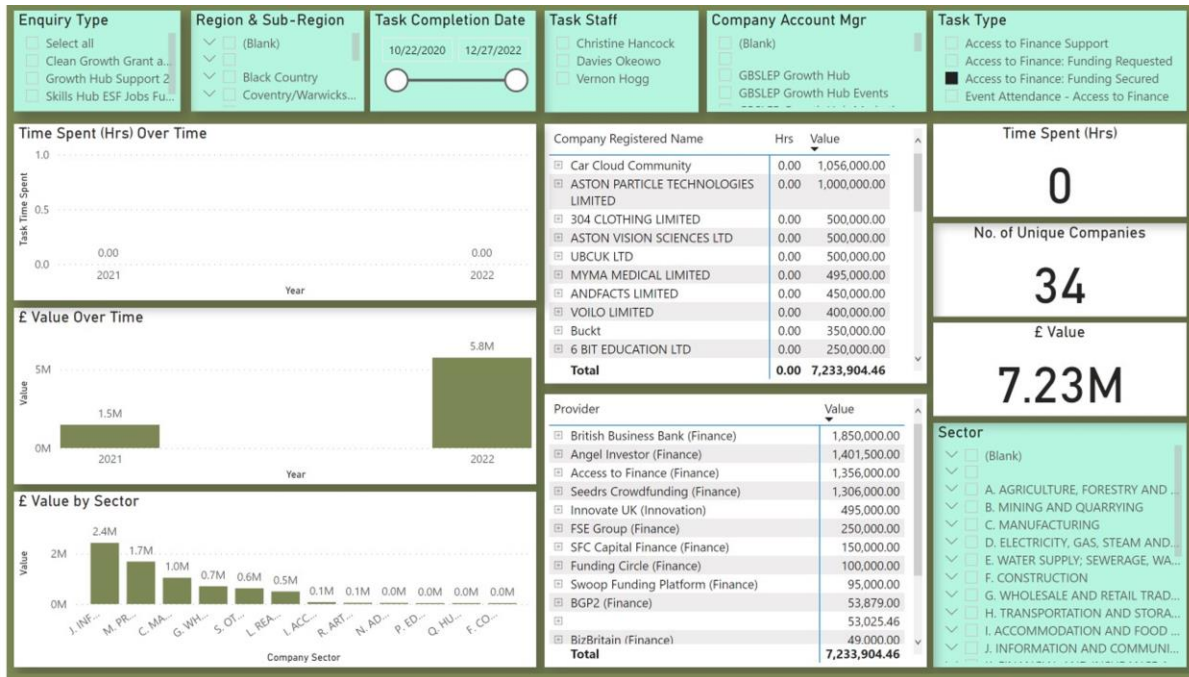 Enquiry Type
Select all
Clean Growth Grant a...
Growth Hub Support 2
Skills Hub ESF Jobs Fu...
Region & Sub-Region
(Blank)
Black Country
Coventry/Warwicks...
Task Completion Date
10/22/2020 12/27/2022
Task Staff
Christine Hancock
Davies Okeowo
Vernon Hogg
Company Account Mgr
(Blank)
GBSLEP Growth Hub
GBSLEP Growth Hub Events
Task Type
Access to Finance Support
Access to Finance: Funding Requested
Access to Finance: Funding Secured
Event Attendance - Access to Finance
Time Spent (Hrs) Over Time
Task Time Spent
1.0
0.5
0.0
0.00 0.00
2021 2022
Year
£ Value Over Time
Value
5M
0M
1.5M 5.8M
2021 2022
Year
£ Value by Sector
Value
2M
0M
2.4M 1.7M 1.0M 0.7M 0.6M 0.5M 0.1M 0.1M 0.0M 0.0M 0.0M 0.0M
J. INF... M. PR... C. MA... G. WH... S. OT... L. REA... I. ACC... R. ART... N. AD... P. ED... Q. HU... F. CO...
Company Sector
Company Registered Name Hrs Value
Car Cloud Community 0.00 1,056,000.00
ASTON PARTICLE TECHNOLOGIES 0.00 1,000,000.00
LIMITED
304 CLOTHING LIMITED 0.00 500,000.00
ASTON VISION SCIENCES LTD 0.00 500,000.00
UBCUK LTD 0.00 500,000.00
MYMA MEDICAL LIMITED 0.00 495,000.00
ANDFACTS LIMITED 0.00 450,000.00
VOILO LIMITED 0.00 400,000.00
Buckt 0.00 350,000.00
6 BIT EDUCATION LTD 0.00 250,000.00
Total 0.00 7,233,904.46
Provider Value
British Business Bank (Finance) 1,850,000.00
Angel Investor (Finance) 1,401,500.00
Access to Finance (Finance) 1,356,000.00
Seedrs Crowdfunding (Finance) 1,306,000.00
Innovate UK (Innovation) 495,000.00
FSE Group (Finance) 250,000.00
SFC Capital Finance (Finance) 150,000.00
Funding Circle (Finance) 100,000.00
Swoop Funding Platform (Finance) 95,000.00
BGP2 (Finance) 53,879.00
53,025.46
BizBritain (Finance) 49,000.00
Total 7,233,904.46
Time Spent (Hrs)
0
No. of Unique Companies
34
£ Value
7.23M
Sector
(Blank)
A. AGRICULTURE, FORESTRY AND ...
B. MINING AND QUARRYING
C. MANUFACTURING
D. ELECTRICITY, GAS, STEAM AND...
E. WATER SUPPLY; SEWERAGE, WA...
F. CONSTRUCTION
G. WHOLESALE AND RETAIL TRAD...
H. TRANSPORTATION AND STORA...
I. ACCOMMODATION AND FOOD ...
J. INFORMATION AND COMMUNI...